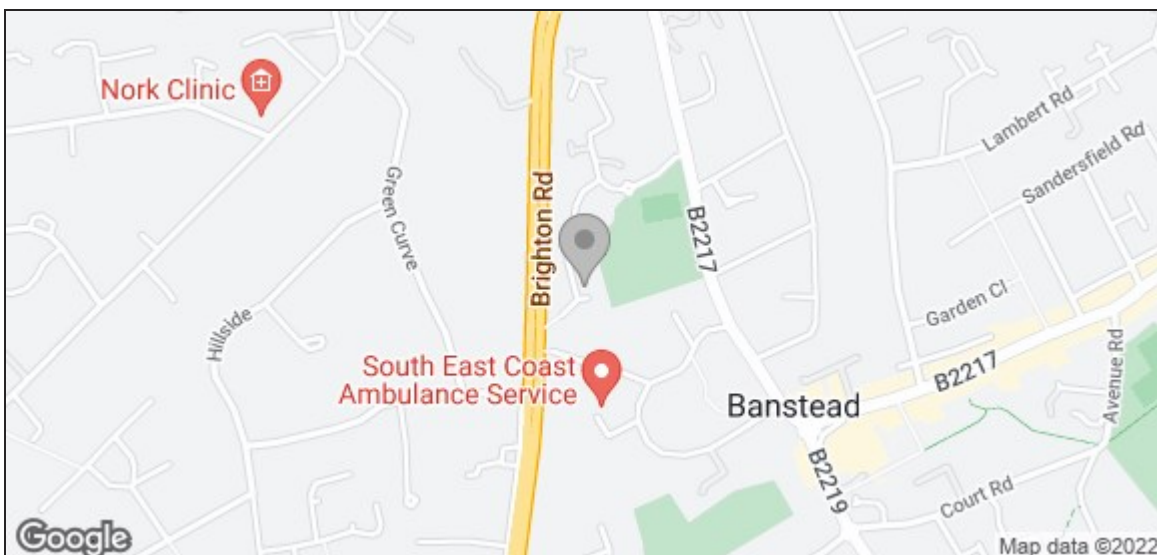 Nork Clinic
Lambert Rd
Sandersfield Rd
Green Curve
Brighton Rd
B2217
Hillside
Garden Cl
South East Coast
Ambulance Service
B2217
Avenue Rd
Banstead
B2219
Court Rd
Google
Map data ©2022